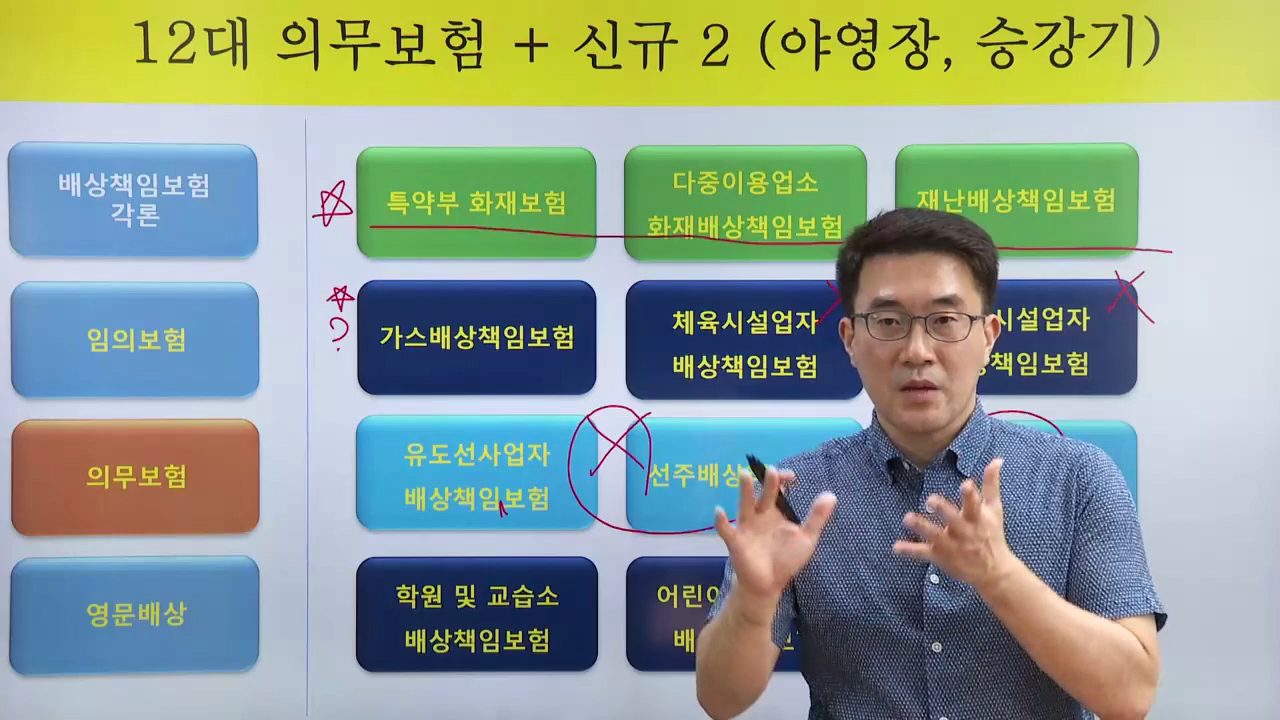 12대 의무보험 + 신규 2 (야영장, 승강기)
배상책임보험
각론
특약부 화재보험
다중이용업소
화재배상책임보험
재난배상책임보험
임의보험
가스배상책임보험
체육시설업자
배상책임보험
시설업자
책임보험
의무보험
유도선사업자
배상책임보험
선주배상
영문배상
학원 및 교습소
배상책임보험
어린이
배상
?